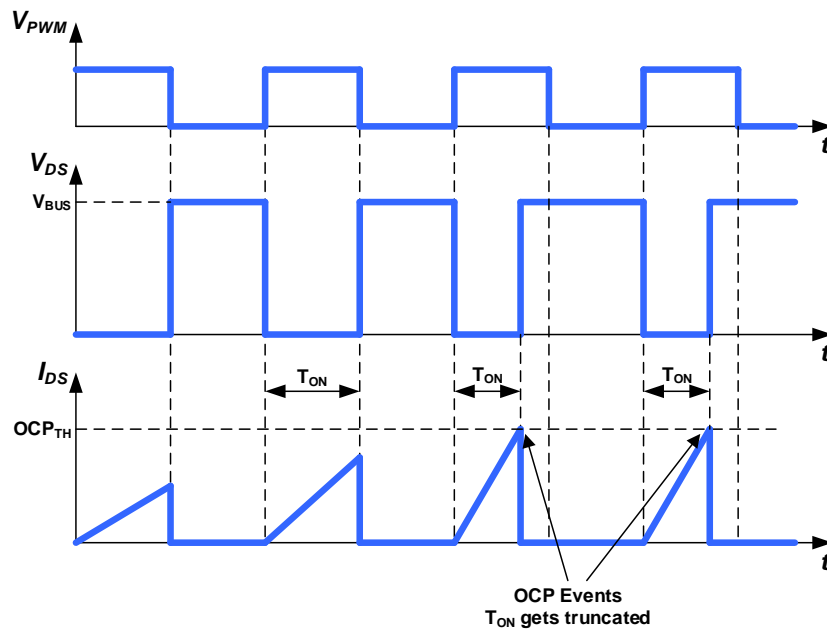 VPWM
t
VDS
VBUS
t
IDS
TON
TON
TON
OCPTH
t
OCP Events
TON gets truncated